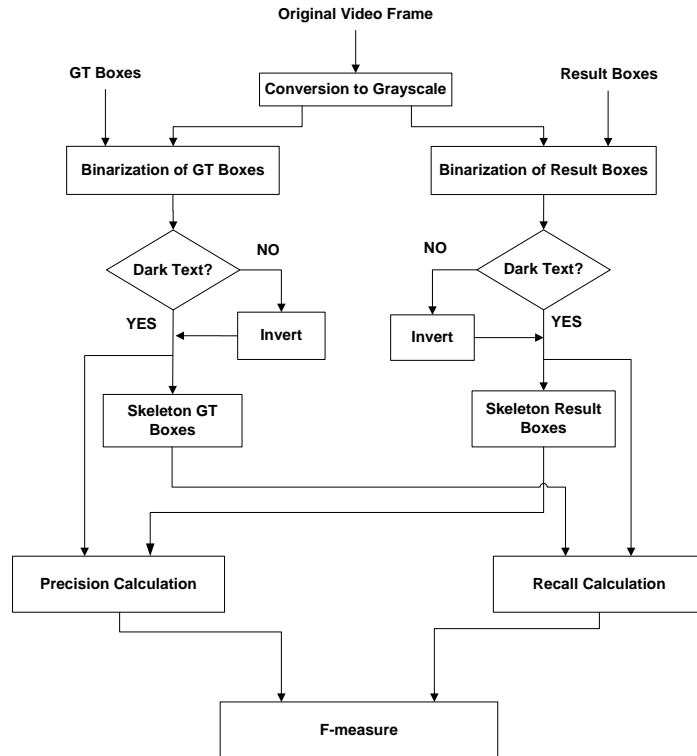 Original Video Frame
GT Boxes
Result Boxes
Conversion to Grayscale
Binarization of GT Boxes
Binarization of Result Boxes
NO
NO
Dark Text?
Dark Text?
YES
YES
Invert
Invert
Skeleton GT
Boxes
Skeleton Result
Boxes
Precision Calculation
Recall Calculation
F-measure